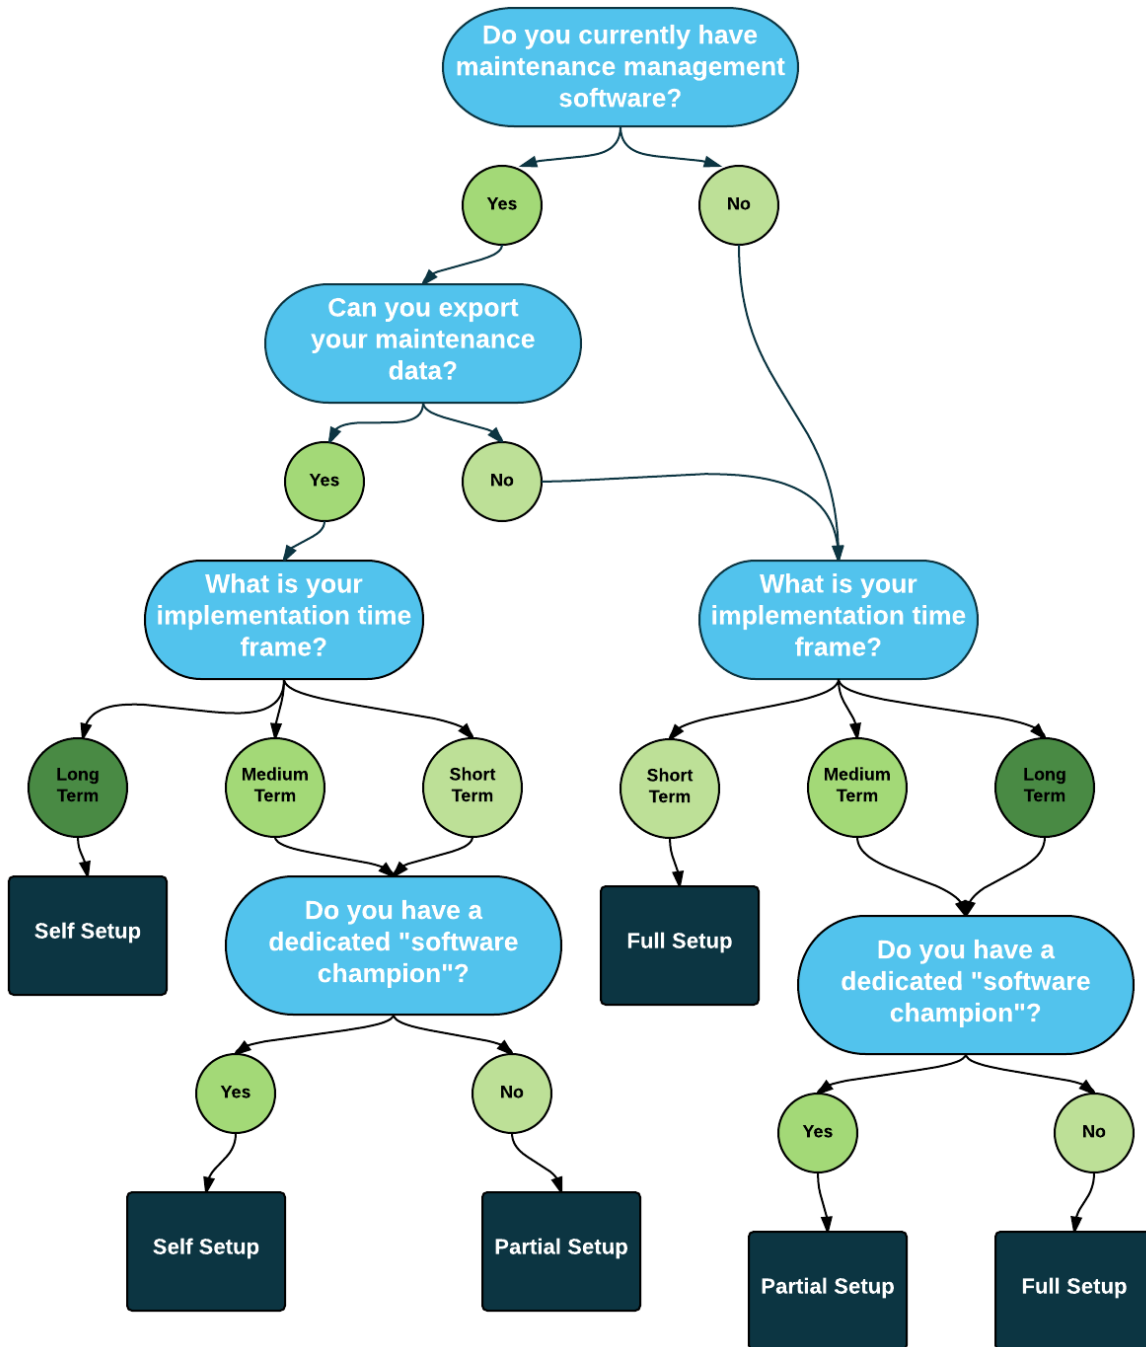 Do you currently have
maintenance management
software?
Yes
No
Can you export
your maintenance
data?
Yes
No
What is your
implementation time
frame?
What is your
implementation time
frame?
Long
Term
Medium
Term
Short
Term
Short
Term
Medium
Term
Long
Term
Self Setup
Do you have a
dedicated "software
champion"?
Full Setup
Do you have a
dedicated "software
champion"?
Yes
No
Yes
No
Self Setup
Partial Setup
Partial Setup
Full Setup